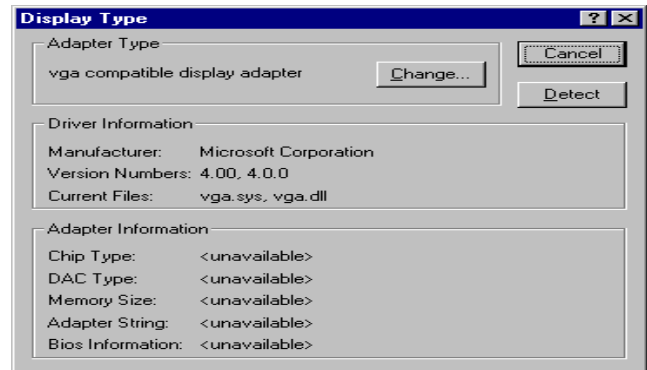 Display Type
Adapter Type
vga compatible display adapter
Change...
Cancel
Detect
Driver Information
Manufacturer: Microsoft Corporation
Version Numbers: 4.00, 4.0.0
Current Files: vga.sys, vga.dll
Adapter Information
Chip Type: <unavailable>
DAC Type: <unavailable>
Memory Size: <unavailable>
Adapter String: <unavailable>
Bios Information: <unavailable>